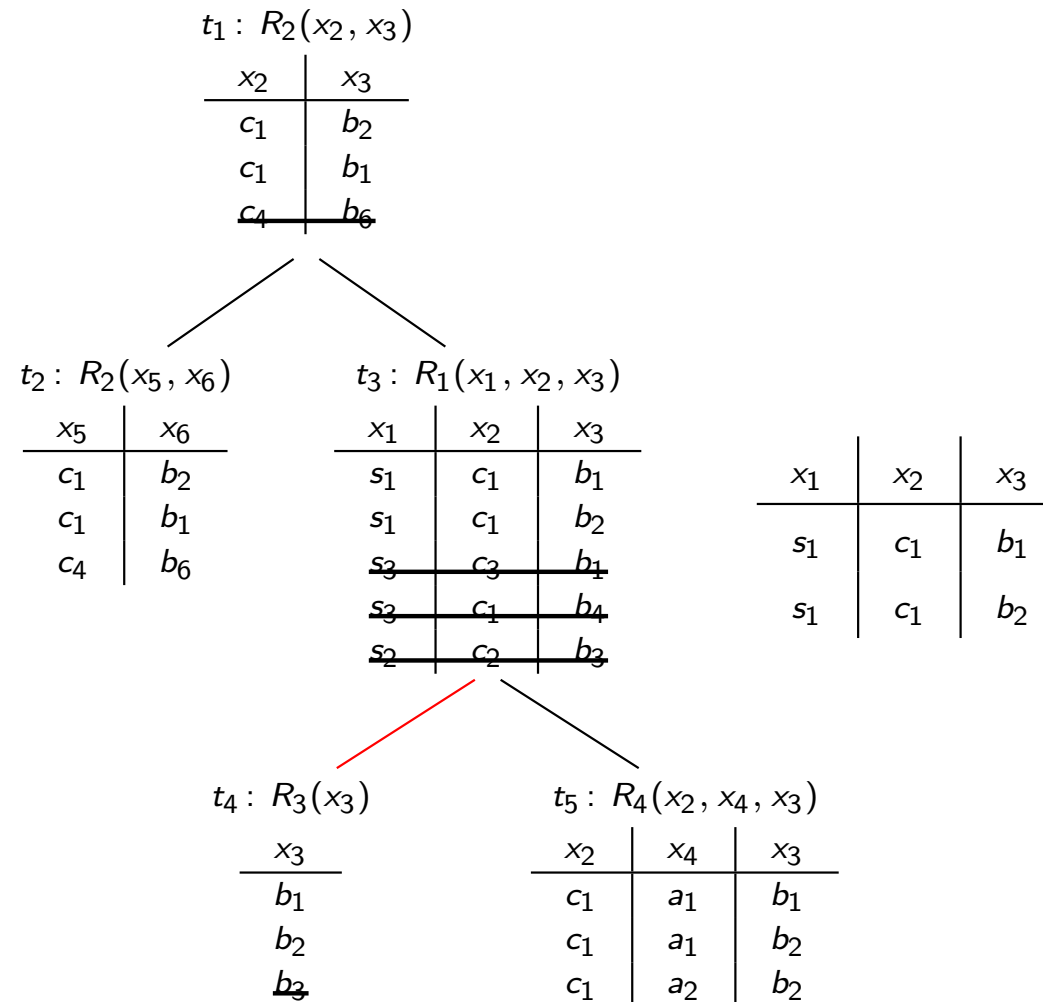 t1 : R2(x2, x3)
x2 x3
c1 b2
c1 b1
c4 b6
t2 : R2(x5, x6)
x5 x6
c1 b2
c1 b1
c4 b6
t3 : R1(x1, x2, x3)
x1 x2 x3
s1 c1 b1
s1 c1 b2
s3 c3 b1
s3 c1 b4
s2 c2 b3
x1 x2 x3
s1 c1 b1
s1 c1 b2
t4 : R3(x3)
x3
b1
b2
b3
t5 : R4(x2, x4, x3)
x2 x4 x3
c1 a1 b1
c1 a1 b2
c1 a2 b2